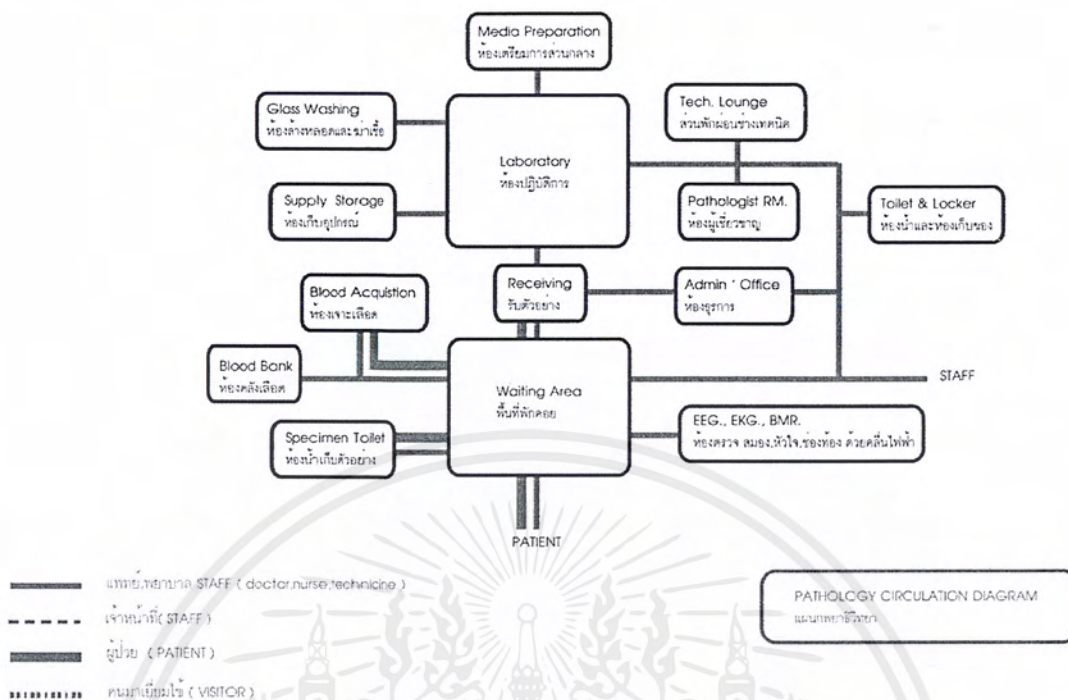 Media Preparation
ห้องเตรียมการส่วนกลาง
Glass Washing
ห้องล้างหลอดและฆ่าเชื้อ
Tech. Lounge
ส่วนพักผ่อนช่างเทคนิค
Laboratory
ห้องปฏิบัติการ
Supply Storage
ห้องเก็บอุปกรณ์
Pathologist RM.
ห้องผู้เชี่ยวชาญ
Toilet & Locker
ห้องน้ำและห้องเก็บของ
Blood Acquistion
ห้องเจาะเลือด
Receiving
รับตัวอย่าง
Admin ' Office
ห้องธุรการ
Blood Bank
ห้องคลังเลือด
Waiting Area
พื้นที่พักคอย
STAFF
Specimen Toilet
ห้องน้ำเก็บตัวอย่าง
EEG., EKG., BMR.
ห้องตรวจ สมอง,หัวใจ,ช่องท้อง ด้วยคลื่นไฟฟ้า
PATIENT
แพทย์,พยาบาล STAFF ( doctor,nurse,technicine )
เจ้าหน้าที่( STAFF )
ผู้ป่วย ( PATIENT )
คนมาเยี่ยมไข้ ( VISITOR )
PATHOLOGY CIRCULATION DIAGRAM
แผนกพยาธิวิทยา